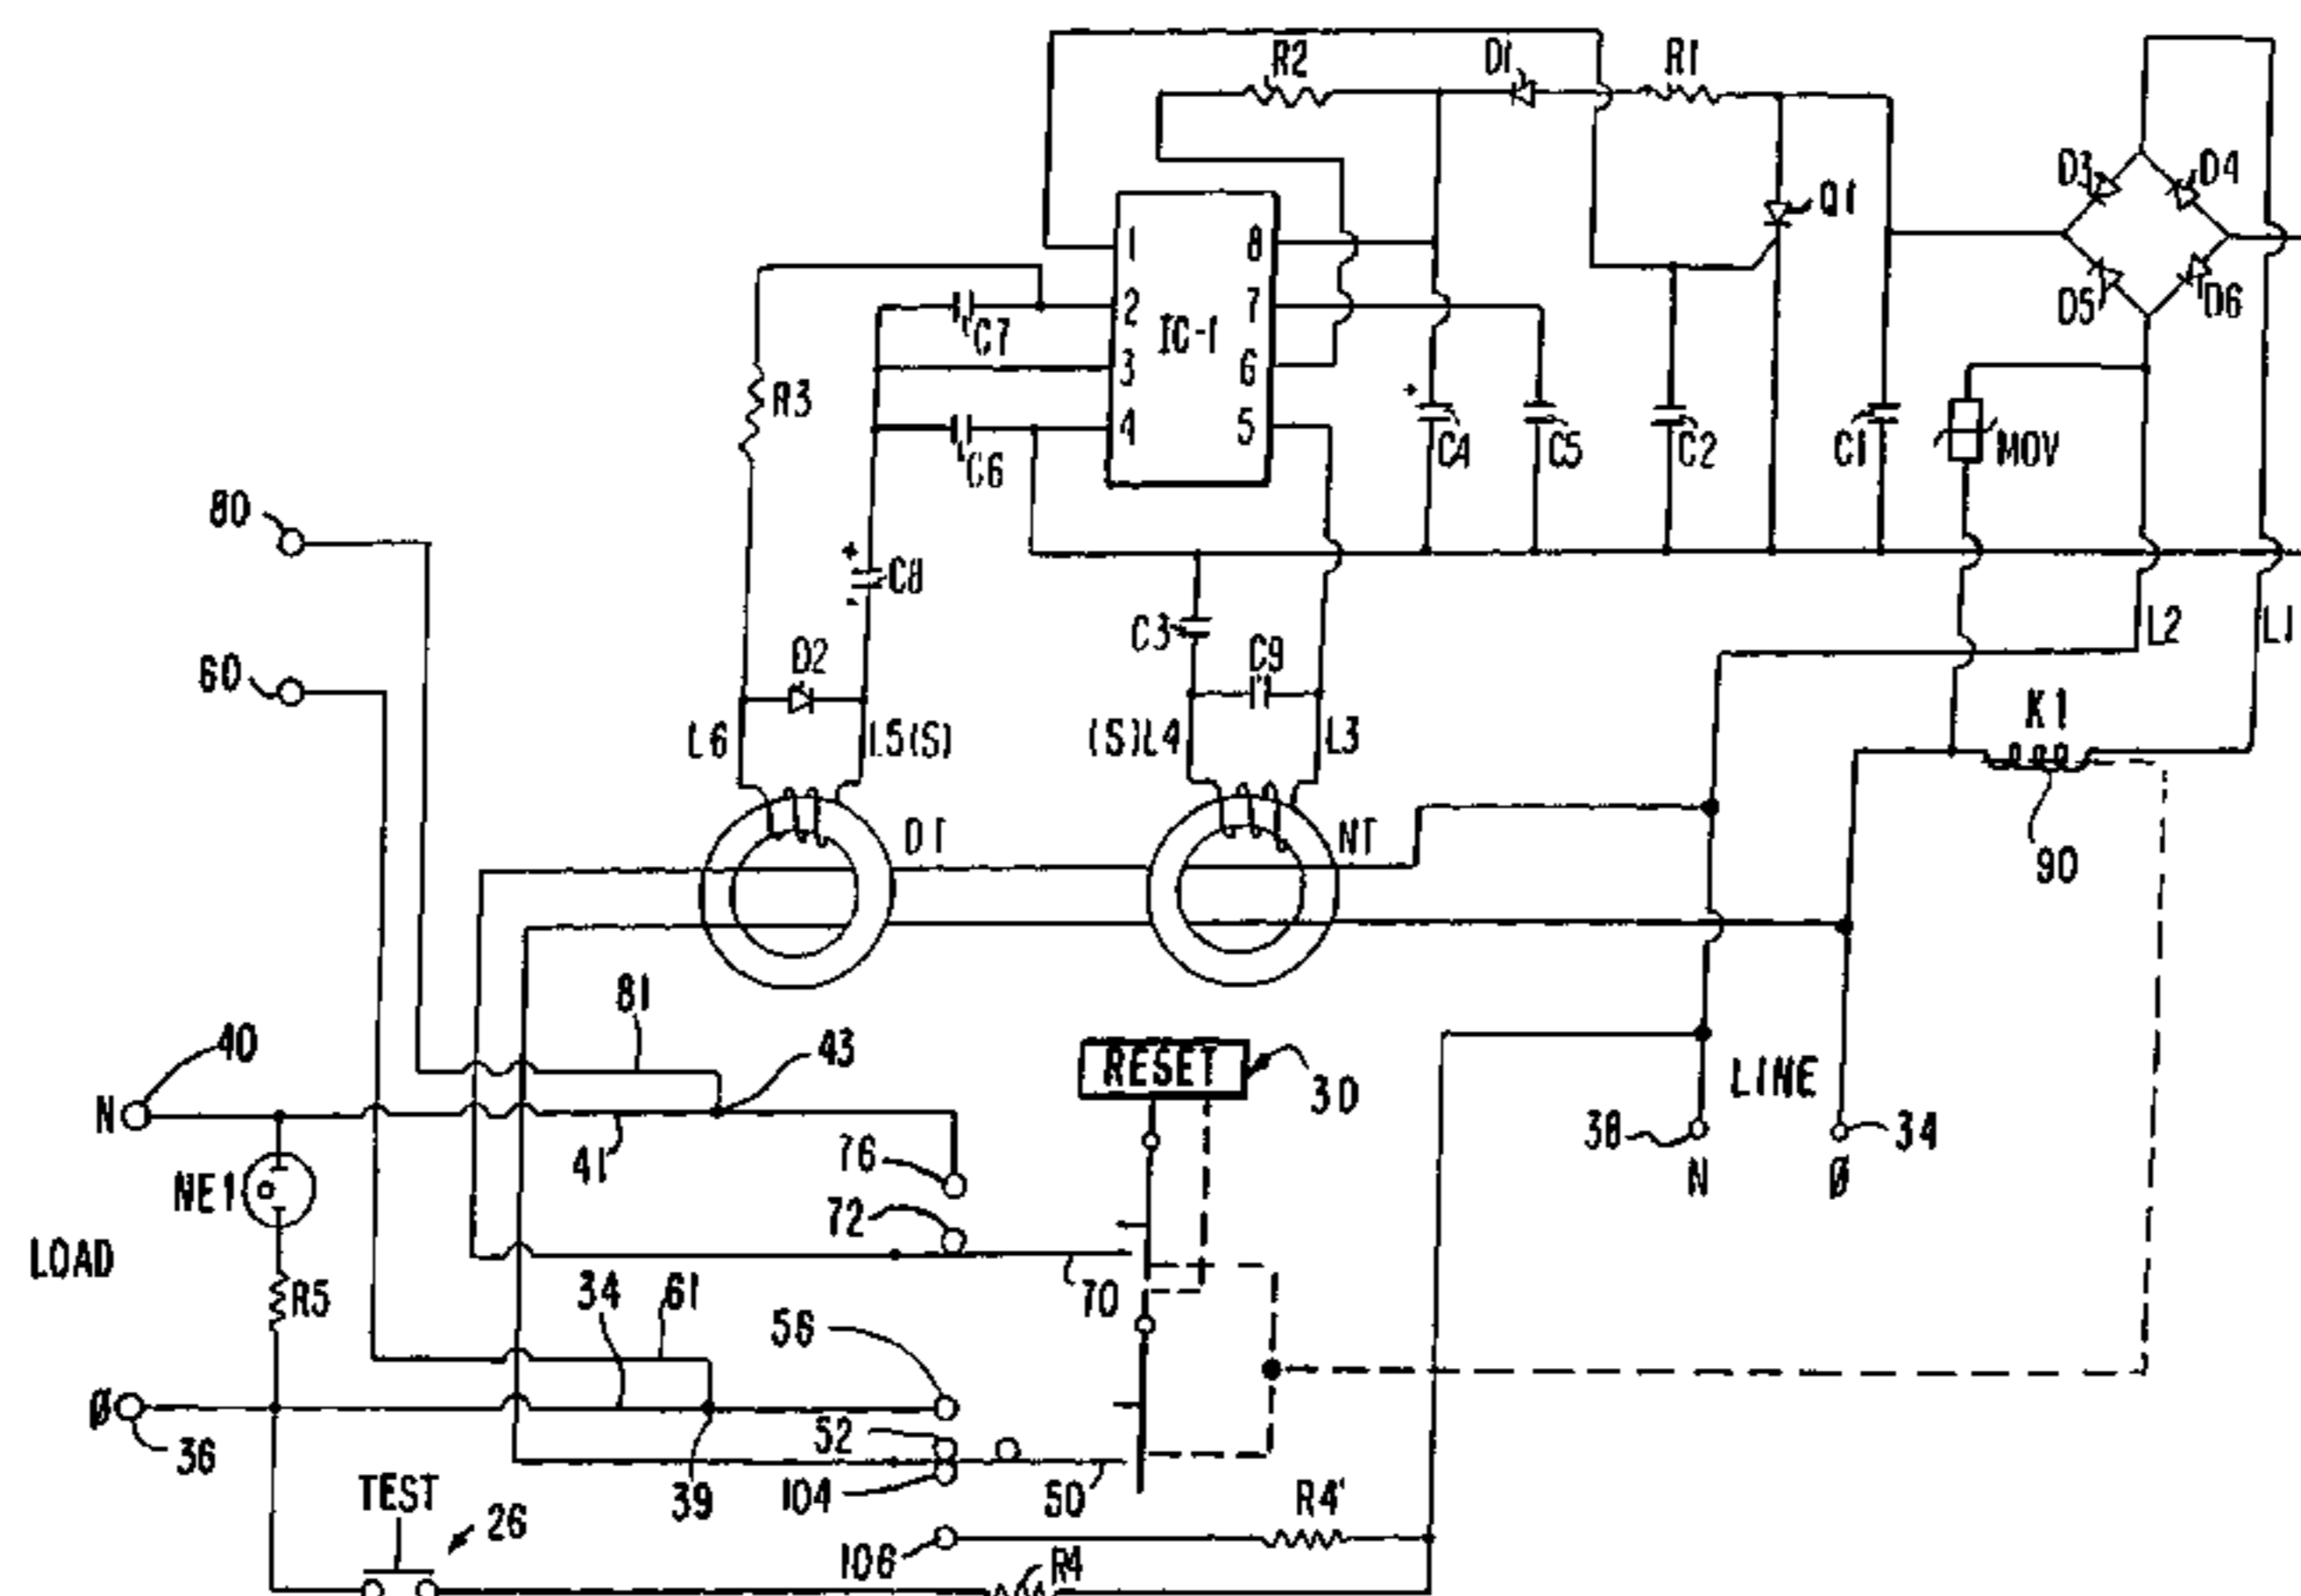 R2
D1
R1
D3
D4
Q1
1
8
2
7
IC-1
D5
D6
C7
3
6
R3
4
5
C6
C4
C5
C2
C1
MOV
80
+
+
C8
-
C3
L2
L1
D2
C9
60
K1
L6
L5(S)
(S)L4
L3
DT
NT
90
81
40
43
RESET
30
LINE
N
41
38
34
76
N
Ø
NE1
72
LOAD
R5
34
61
70
56
Ø
52
36
39
104
50
R4'
TEST
26
106
R4